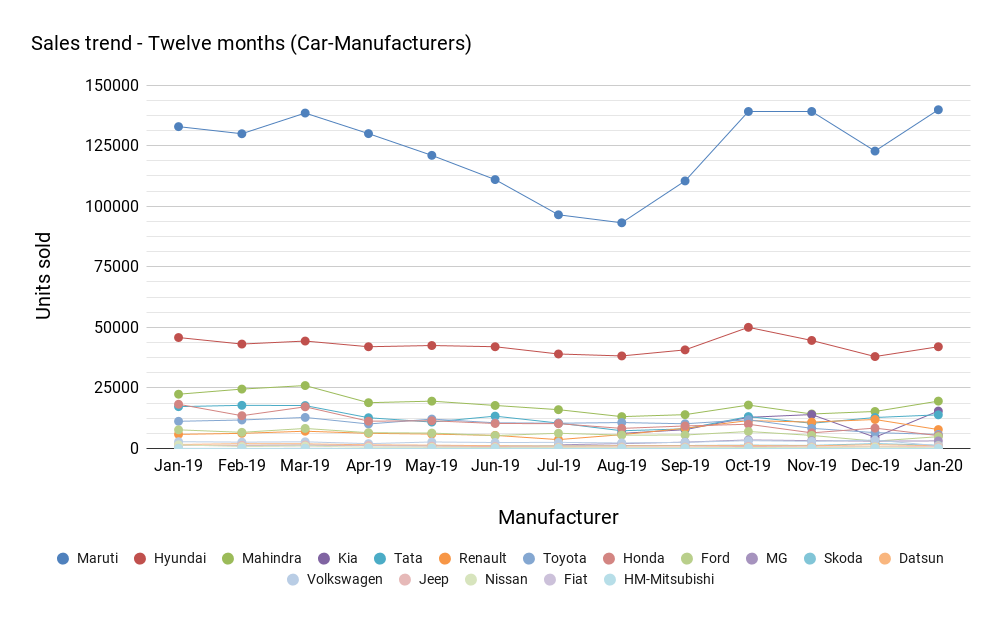 Sales trend - Twelve months (Car-Manufacturers)
150000
125000
100000
75000
50000
25000
0
Units sold
Jan-19 Feb-19 Mar-19 Apr-19 May-19 Jun-19 Jul-19 Aug-19 Sep-19 Oct-19 Nov-19 Dec-19 Jan-20
Manufacturer
Maruti Hyundai Mahindra Kia Tata Renault Toyota Honda Ford MG Skoda Datsun
Volkswagen Jeep Nissan Fiat HM-Mitsubishi